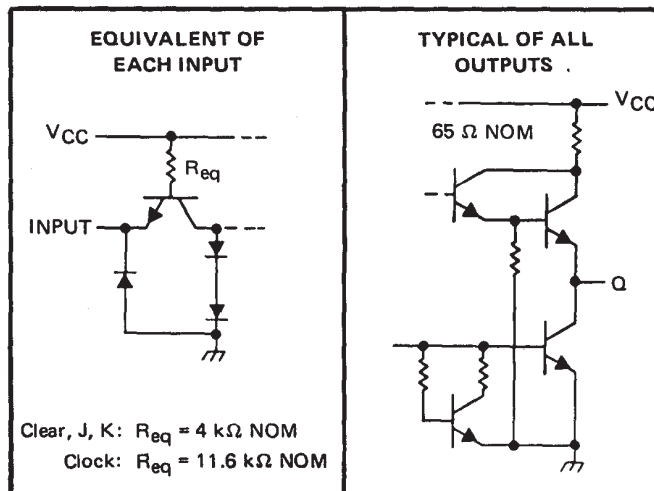 EQUIVALENT OF
EACH INPUT
VCC
Req
INPUT
Clear, J, K: Req = 4 kΩ NOM
Clock: Req = 11.6 kΩ NOM
TYPICAL OF ALL
OUTPUTS .
VCC
65 Ω NOM
Q